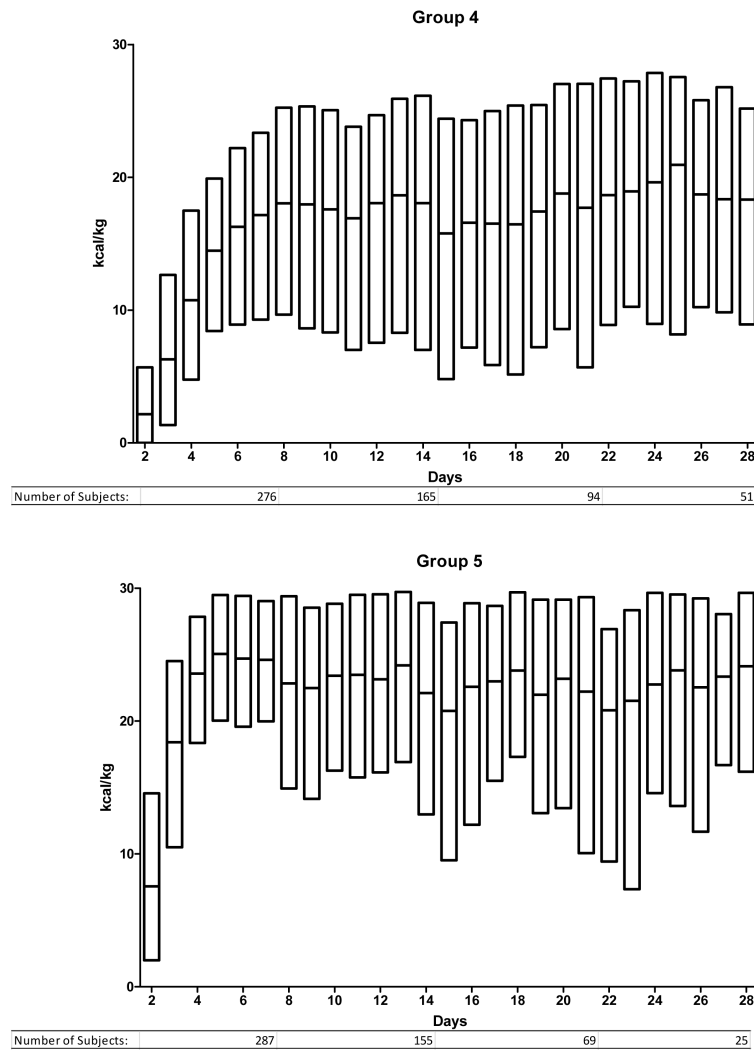 Group 4
30
20
10
0
kcal/kg
2 4 6 8 10 12 14 16 18 20 22 24 26 28
Days
Number of Subjects: 276 165 94 51
Group 5
30
20
10
0
kcal/kg
2 4 6 8 10 12 14 16 18 20 22 24 26 28
Days
Number of Subjects: 287 155 69 25